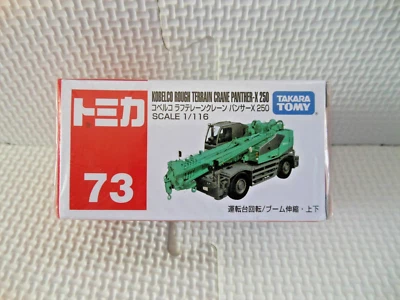 トミカ
73
KOBELCO ROUGH TERRAIN CRANE PANTHER-X 250
コベルコ ラフテレーンクレーン パンサーX 250
SCALE 1/116
TAKARA
TOMY
運転台回転/ブーム伸縮・上下